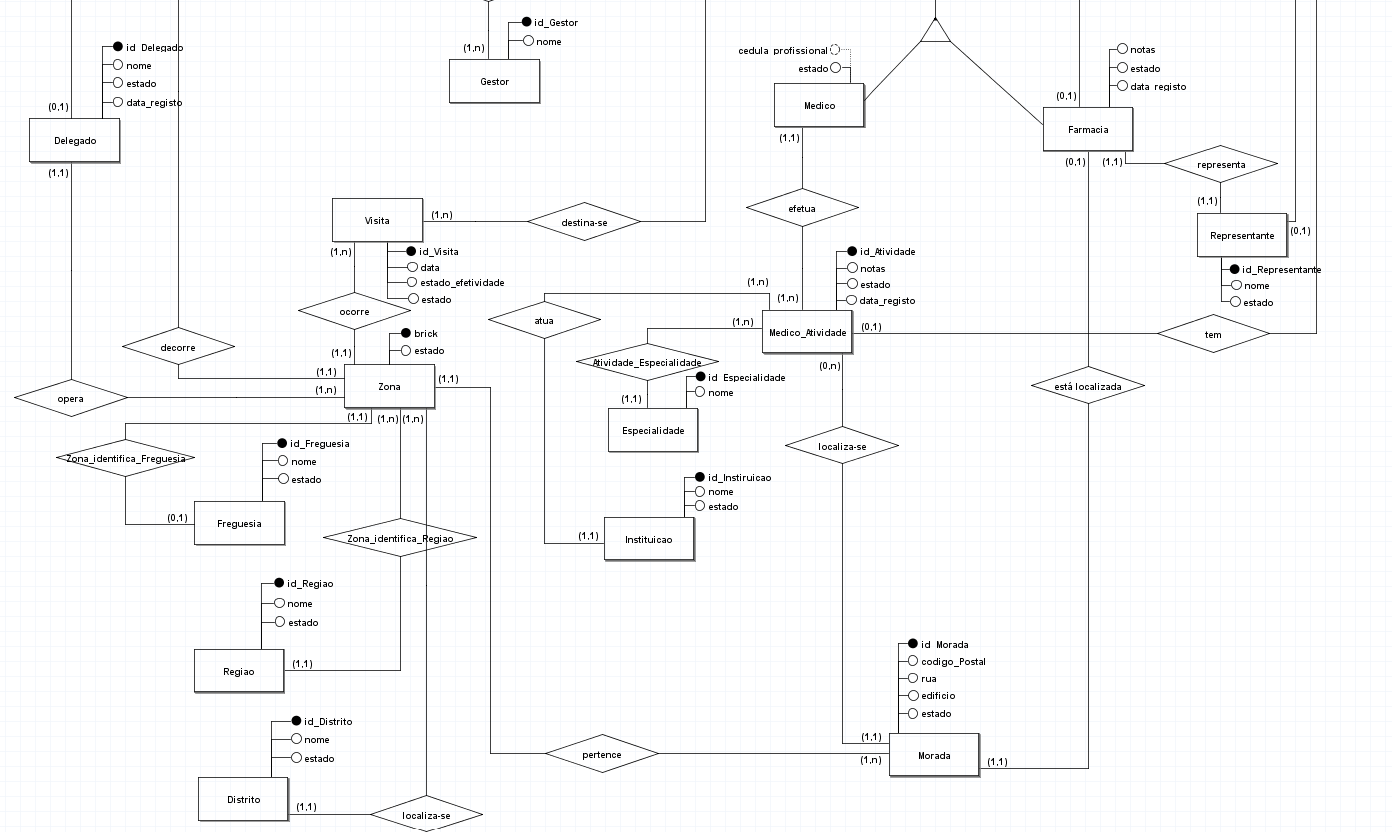 id_Gestor
nome
(1,n)
Gestor
id_Delegado
nome
estado
data_registo
(0,1)
Delegado
(1,1)
cedula profissional
estado
Medico
(1,1)
notas
estado
data registo
(0,1)
Farmacia
(0,1)
(1,1)
representa
(1,1)
Representante
(0,1)
id_Representante
nome
estado
Visita
(1,n)
destina-se
(1,n)
id_Visita
data
estado_efetividade
estado
ocorre
(1,1)
efetua
id_Atividade
notas
estado
data_registo
(1,n)
(1,n)
atua
(1,n)
Medico_Atividade
(0,1)
tem
(0,n)
Atividade_Especialidade
(1,1)
id_Especialidade
nome
Especialidade
decorre
(1,1)
brick
estado
Zona
(1,1)
opera
(1,n)
(1,1)
(1,n)
(1,n)
está localizada
localiza-se
Zona_identifica_Freguesia
id_Freguesia
nome
estado
(0,1)
Freguesia
id_Instiruicao
nome
estado
(1,1)
Instituicao
Zona_identifica_Regiao
id_Regiao
nome
estado
Regiao
(1,1)
id_Morada
codigo_Postal
rua
edificio
estado
(1,1)
(1,n)
Morada
(1,1)
pertence
id_Distrito
nome
estado
Distrito
(1,1)
localiza-se